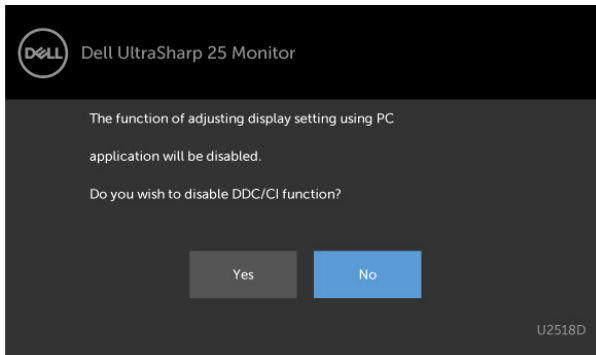 DELL
Dell UltraSharp 25 Monitor
The function of adjusting display setting using PC
application will be disabled.
Do you wish to disable DDC/CI function?
Yes
No
U2518D